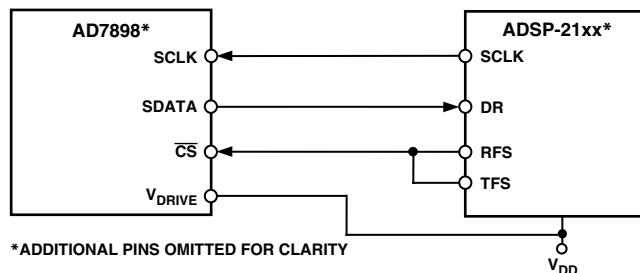 AD7898*
ADSP-21xx*
SCLK
SCLK
SDATA
DR
CS
RFS
TFS
VDRIVE
*ADDITIONAL PINS OMITTED FOR CLARITY
VDD